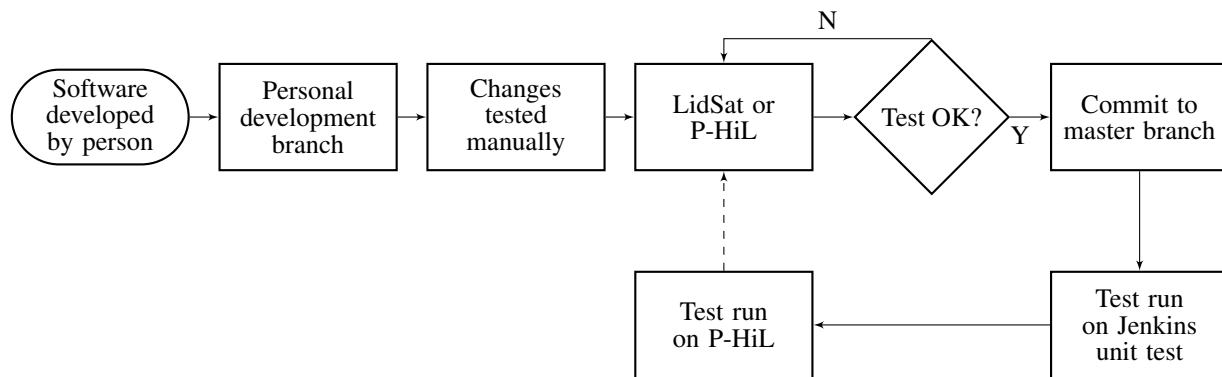 N
Software
developed
by person
Personal
development
branch
Changes
tested
manually
LidSat or
P-HiL
Test OK?
Y
Commit to
master branch
Test run
on P-HiL
Test run
on Jenkins
unit test